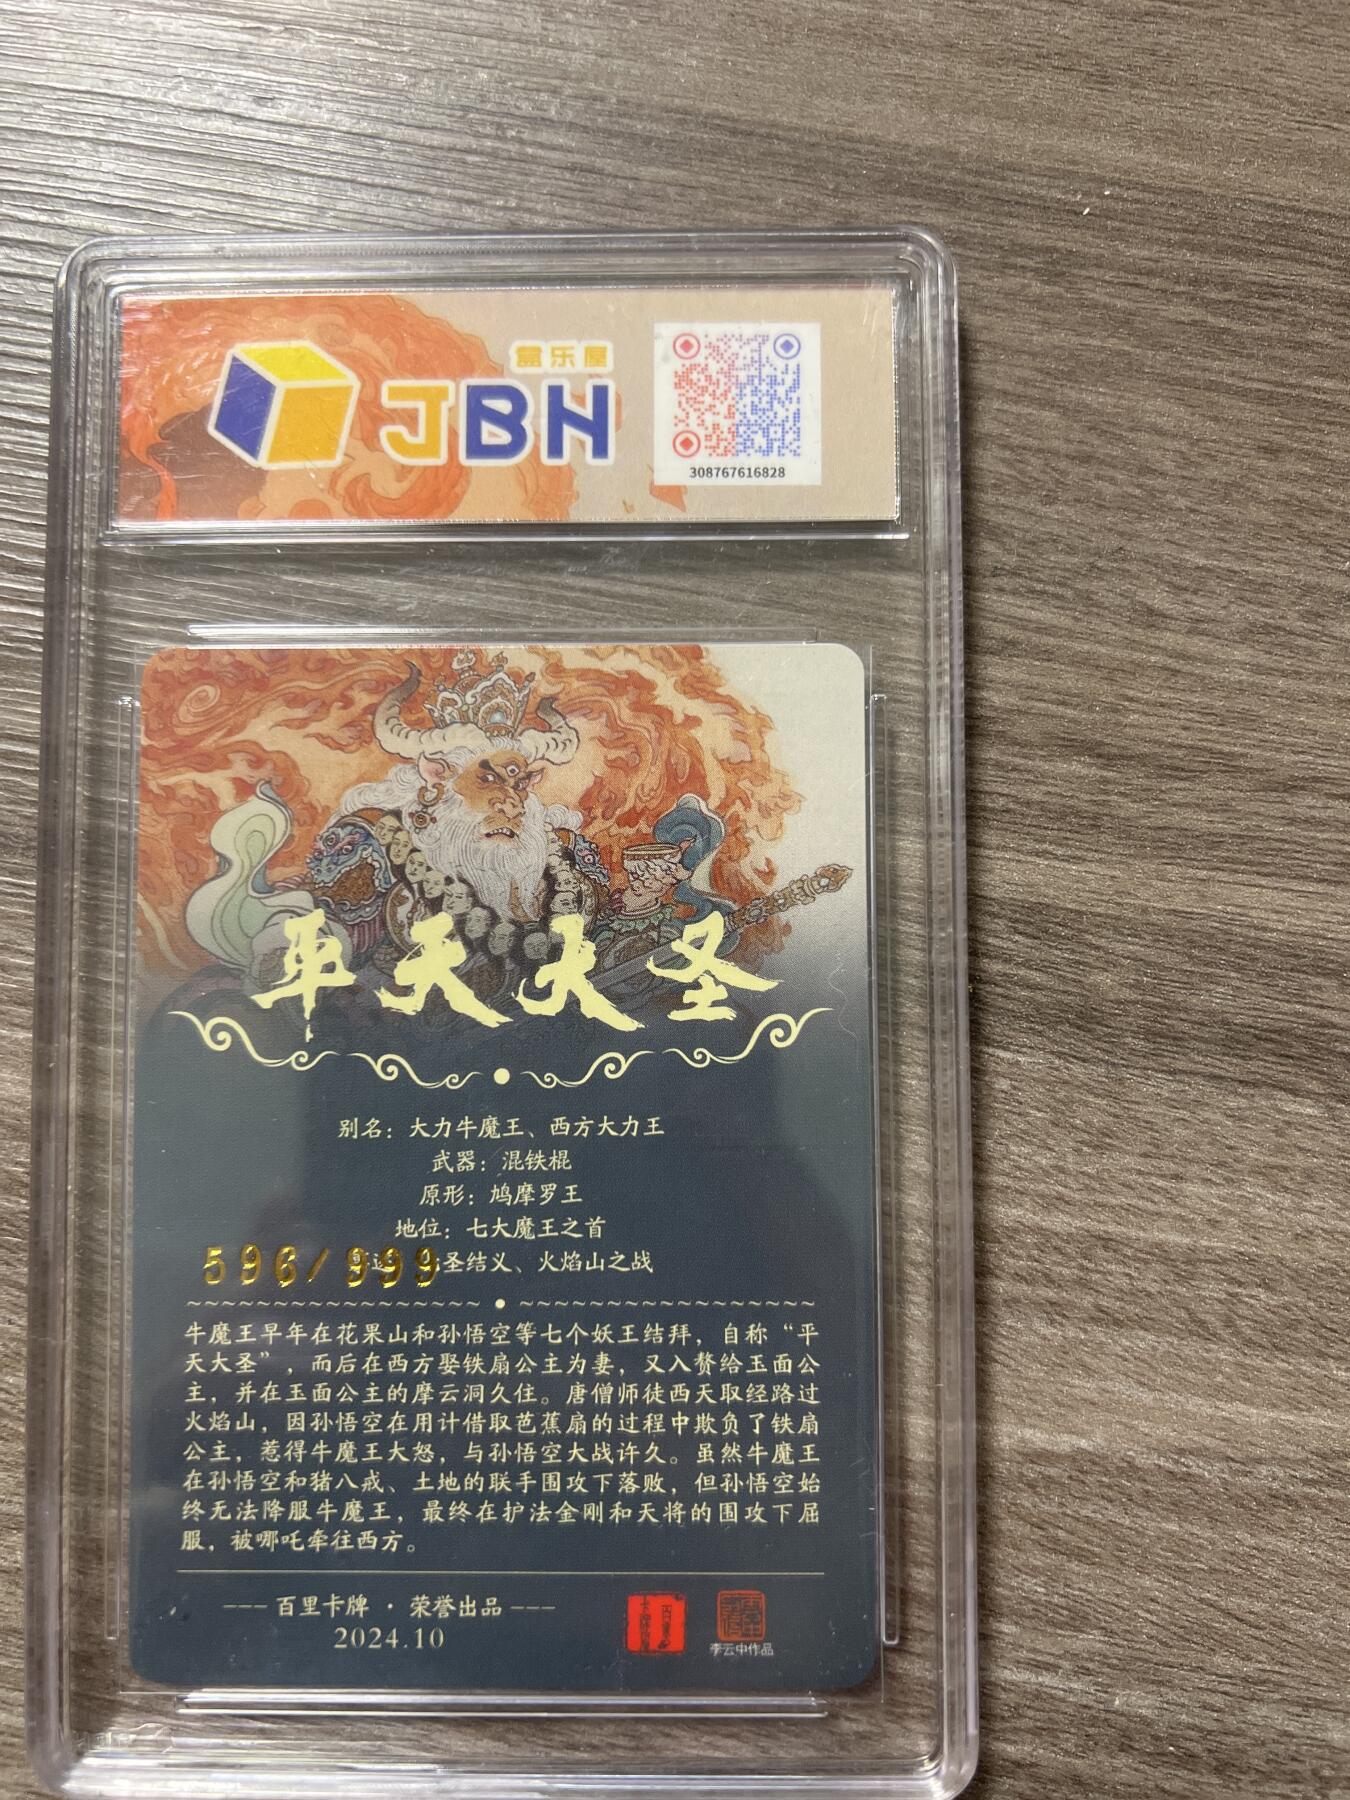 盒乐屋
JBH
308767616828
平天大圣
别名：大力牛魔王、西方大力王
武器：混铁棍
原形：鸠摩罗王
地位：七大魔王之首
圣结义、火焰山之战
596/999
牛魔王早年在花果山和孙悟空等七个妖王结拜，自称“平
天大圣”，而后在西方娶铁扇公主为妻，又入赘给玉面公
主，并在玉面公主的摩云洞久住。唐僧师徒西天取经路过
火焰山，因孙悟空在用计借取芭蕉扇的过程中欺负了铁扇
公主，惹得牛魔王大怒，与孙悟空大战许久。虽然牛魔王
在孙悟空和猪八戒、土地的联手围攻下落败，但孙悟空始
终无法降服牛魔王，最终在护法金刚和天将的围攻下屈
服，被哪吒牵往西方。
--- 百里卡牌 · 荣誉出品 ---
2024.10
李云中作品